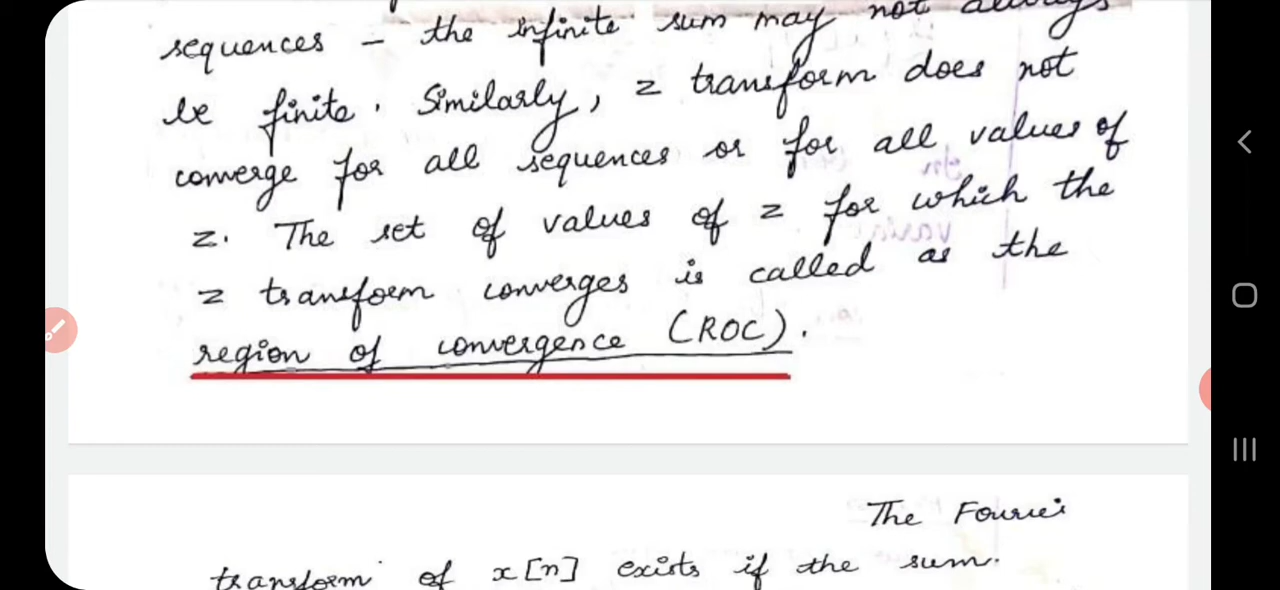 sequences – the infinite sum may not always
be finite. Similarly, z transform does not
converge for all sequences or for all values of
z. The set of values of z for which the
z transform converges is called as the
region of convergence (ROC).
The Fourier
transform of x[n] exists if the sum.